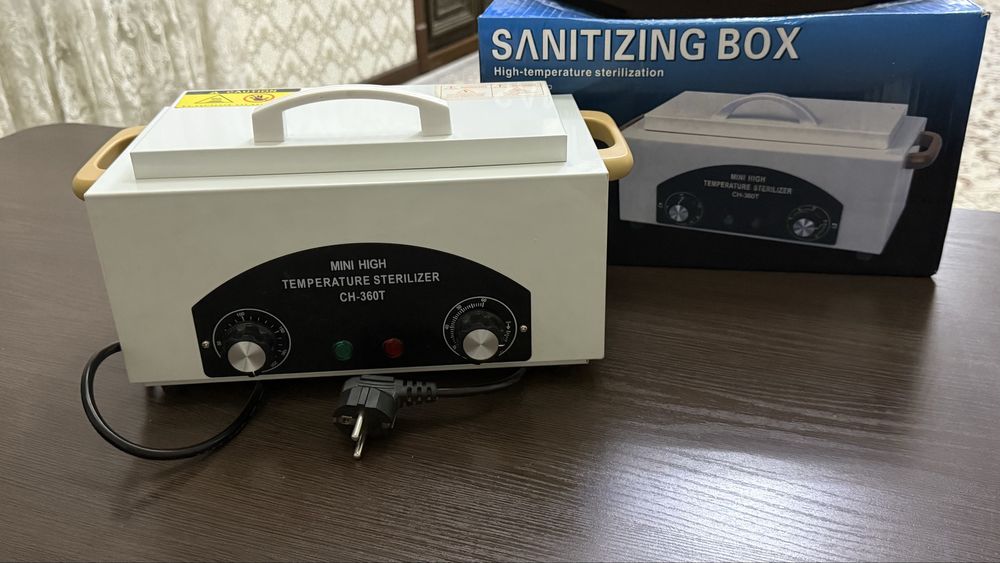 CAUTION
SANITIZING BOX
High-temperature sterilization
MINI HIGH
TEMPERATURE STERILIZER
CH-360T
MINI HIGH
TEMPERATURE STERILIZER
CH-360T